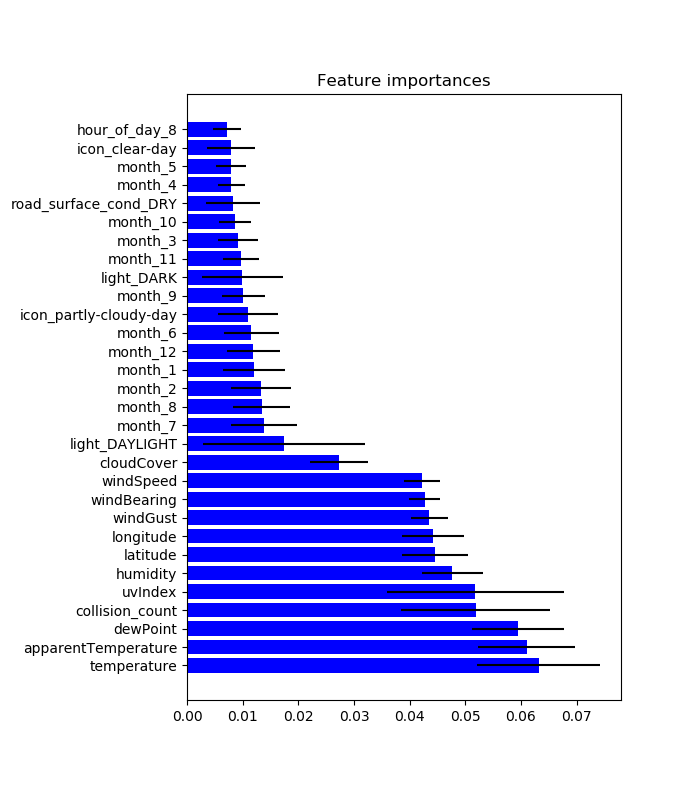 Feature importances
hour_of_day_8
icon_clear-day
month_5
month_4
road_surface_cond_DRY
month_10
month_3
month_11
light_DARK
month_9
icon_partly-cloudy-day
month_6
month_12
month_1
month_2
month_8
month_7
light_DAYLIGHT
cloudCover
windSpeed
windBearing
windGust
longitude
latitude
humidity
uvIndex
collision_count
dewPoint
apparentTemperature
temperature
0.00 0.01 0.02 0.03 0.04 0.05 0.06 0.07